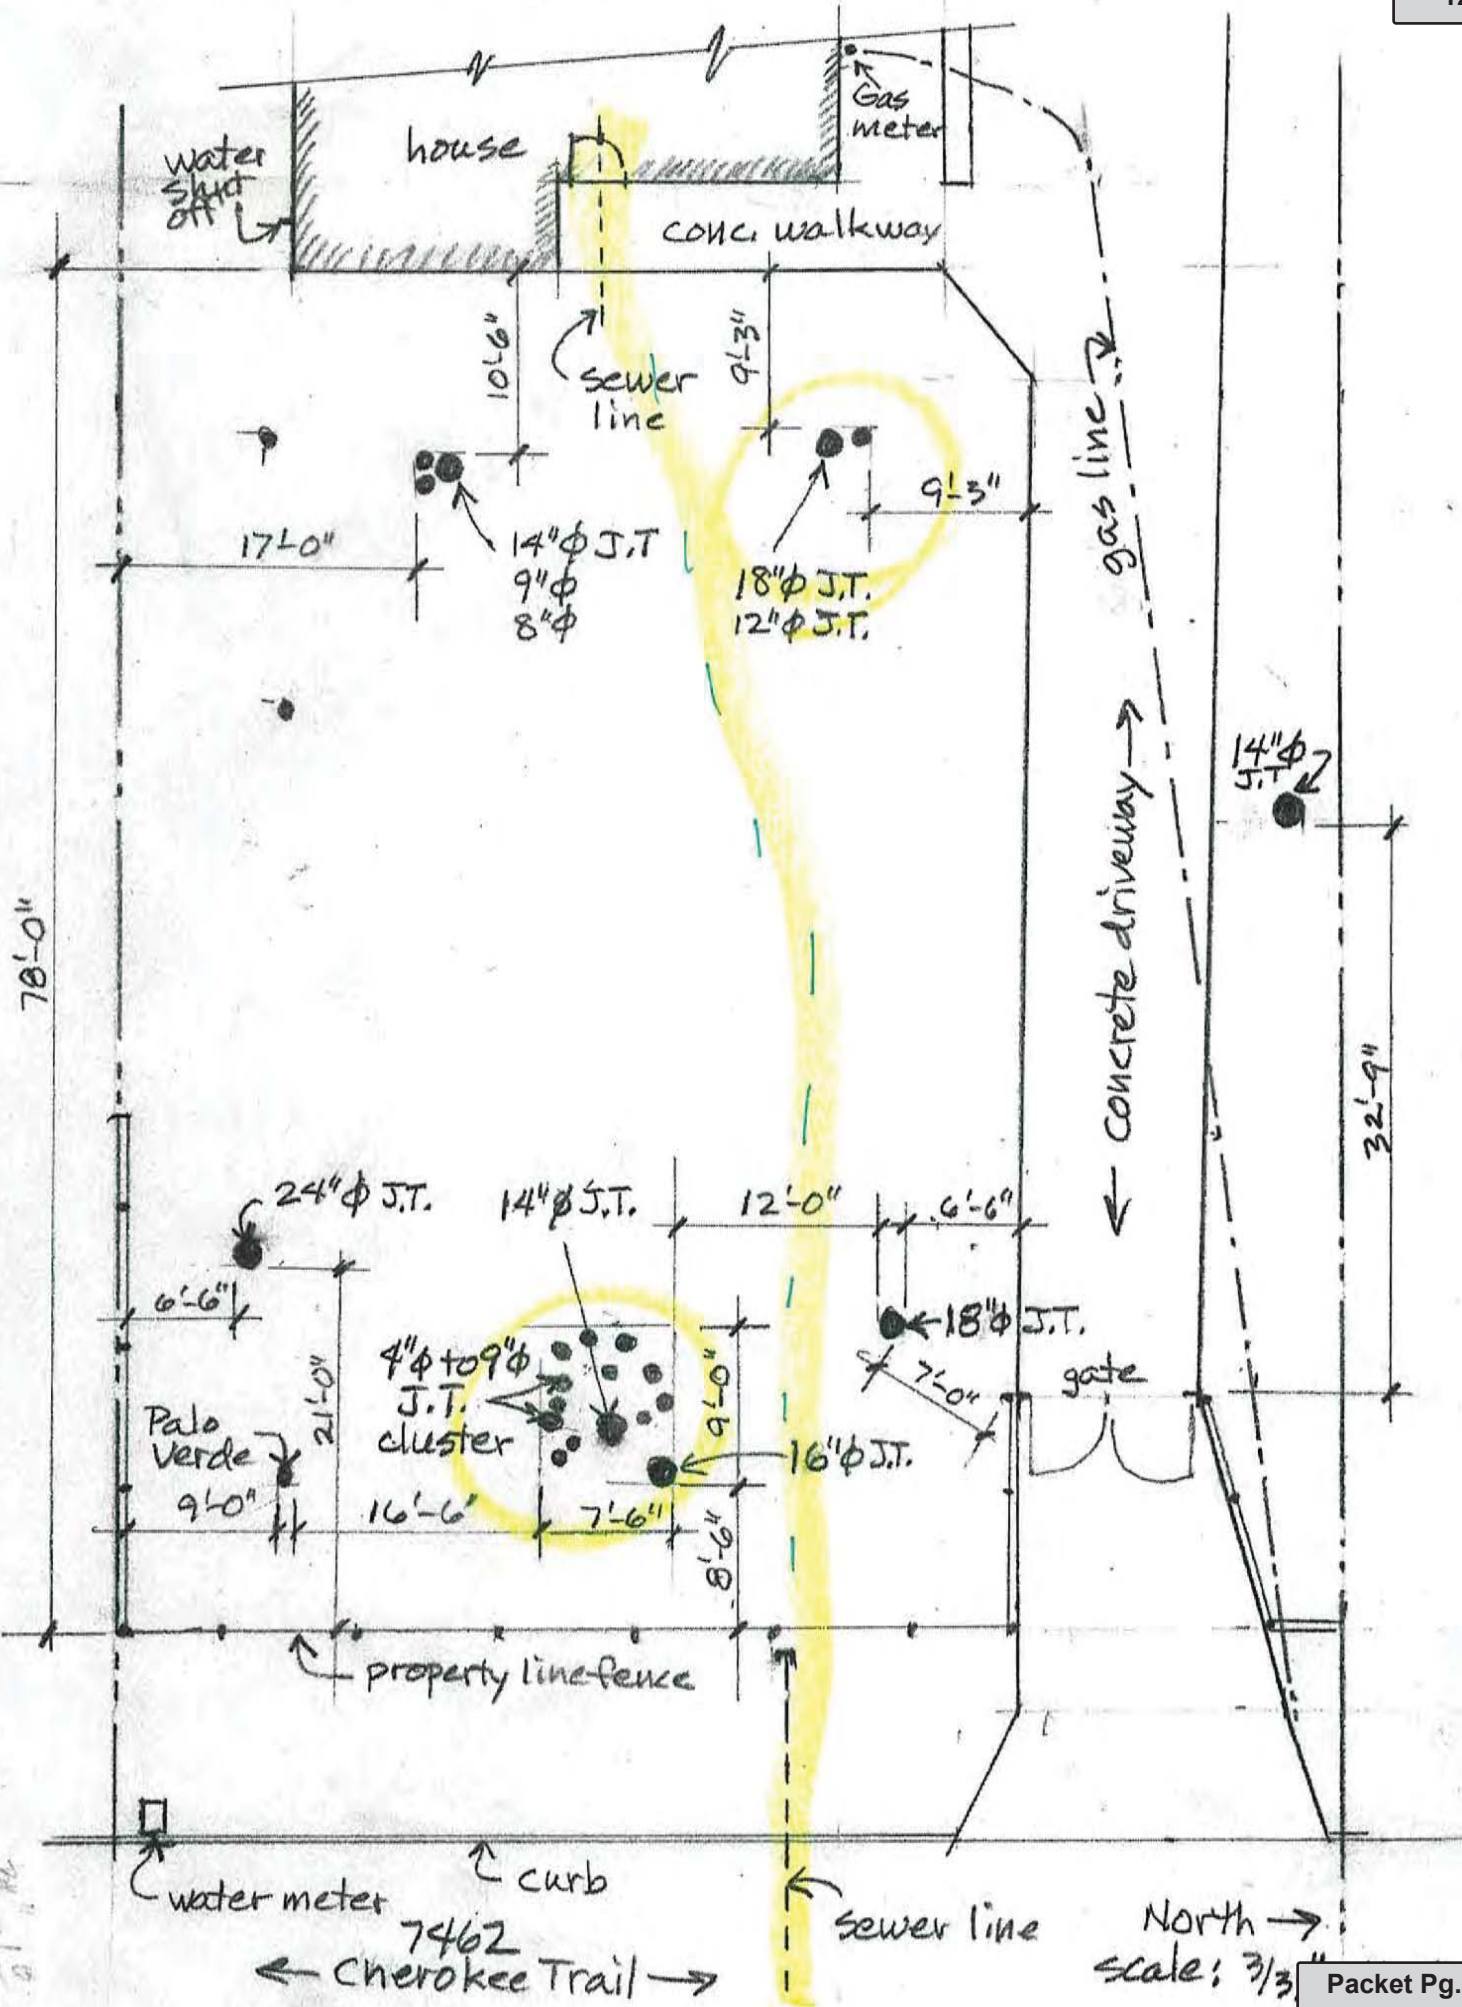 Gas
meter
house
water
shut
off
conc. walkway
10'-6"
9'-3"
sewer
line
gas line
9'-3"
17'-0"
14"φ J.T
9"φ
8"φ
18"φ J.T.
12"φ J.T.
14"φ
J.T
← concrete driveway →
78'-0"
32'-9"
24"φ J.T.
14"φ J.T.
12'-0"
6'-6"
6'-6"
18"φ J.T.
4"φ to 9"φ
J.T.
cluster
9'-0"
7'-0"
gate
21'-0"
Palo
Verde
16"φ J.T.
9'-0"
16'-6"
7'-6"
8'-6"
property line fence
water meter
curb
sewer line
7462
← Cherokee Trail →
North →
scale: 3/3
Packet Pg.